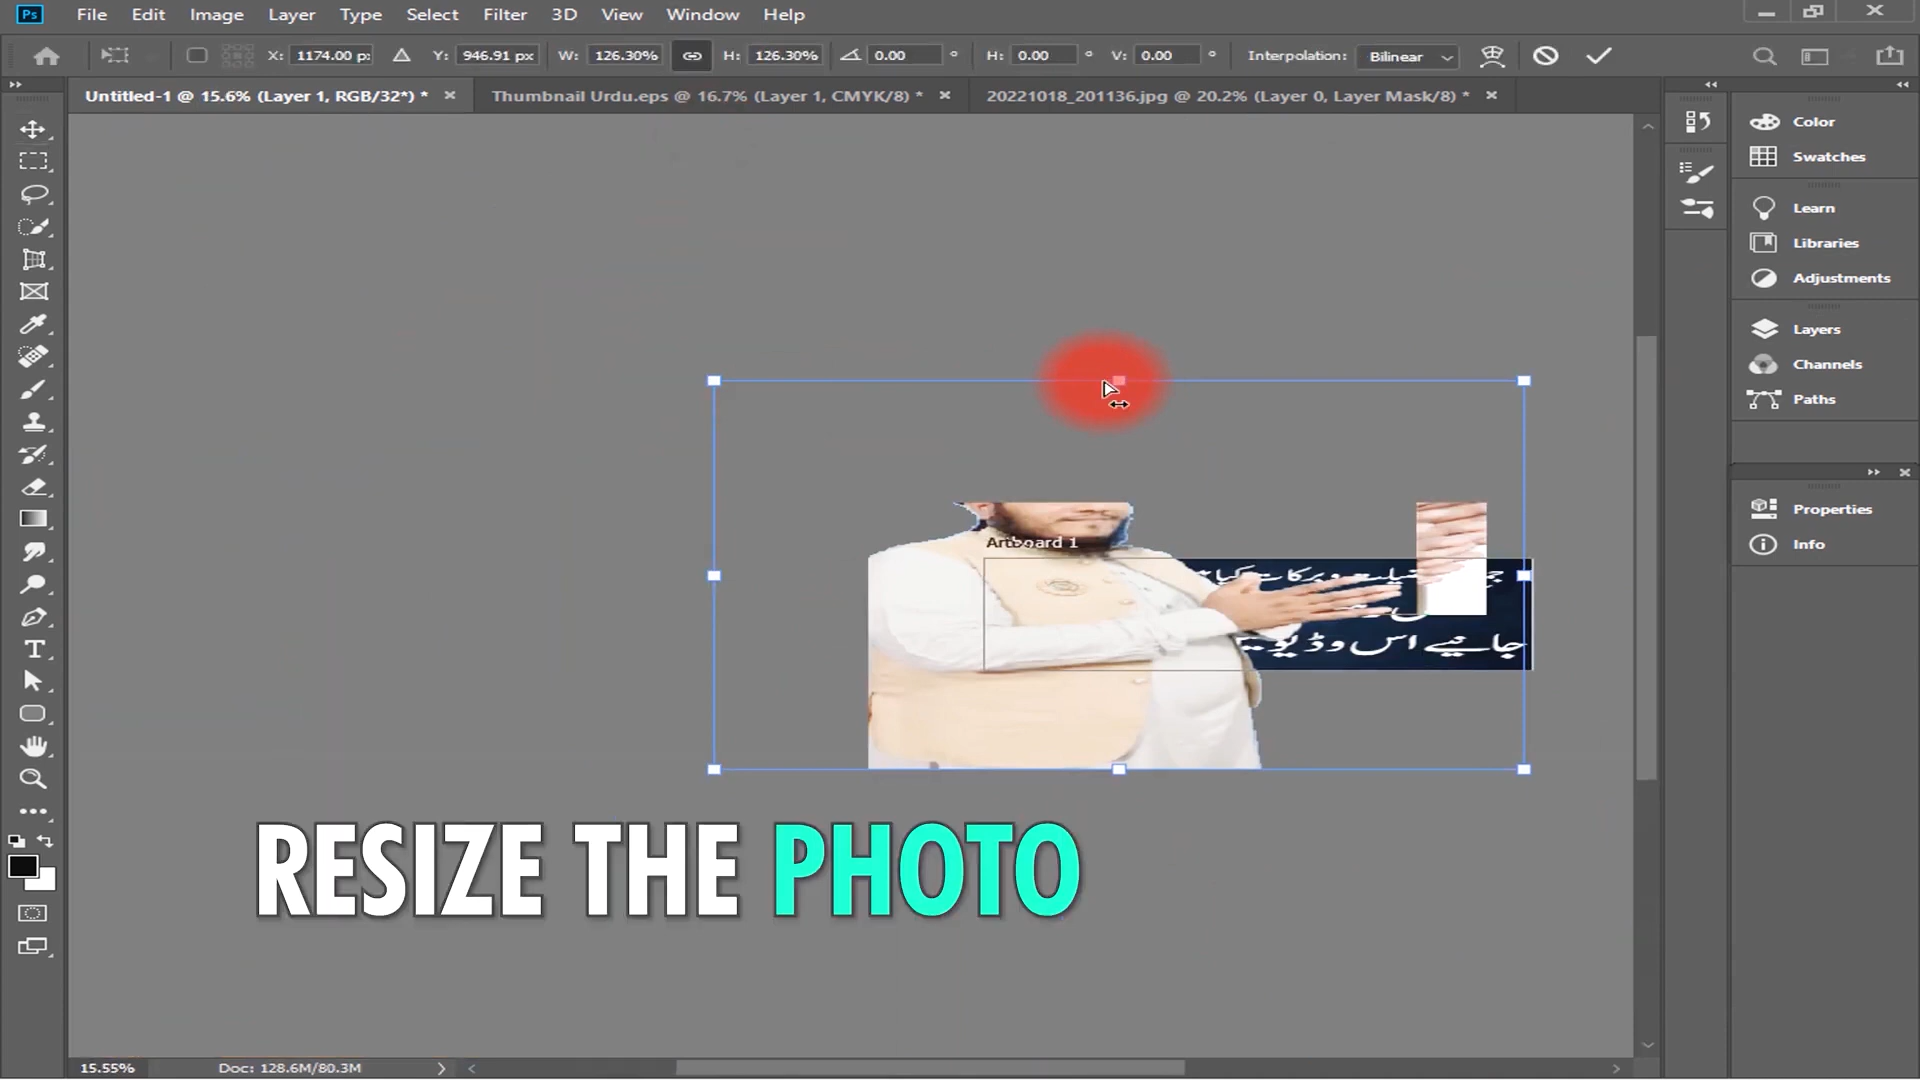 Ps File Edit Image Layer Type Select Filter 3D View Window Help
X: 1174.00 p: Y: 946.91 px W: 126.30% H: 126.30% 0.00 ° H: 0.00 ° V: 0.00 ° Interpolation: Bilinear
Untitled-1 @ 15.6% (Layer 1, RGB/32*) * Thumbnail Urdu.eps @ 16.7% (Layer 1, CMYK/8) * 20221018_201136.jpg @ 20.2% (Layer 0, Layer Mask/8) *
Color
Swatches
Learn
Libraries
Adjustments
Layers
Channels
Paths
Properties
Info
Artboard 1
و برکات کیا
جانیے اس وڈیو
RESIZE THE PHOTO
15.55% Doc: 128.6M/80.3M